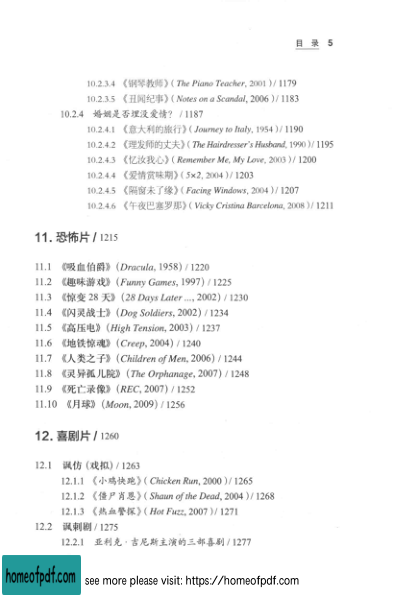 目 录 5
10.2.3.4 《钢琴教师》( The Piano Teacher, 2001 ) / 1179
10.2.3.5 《丑闻纪事》( Notes on a Scandal, 2006 ) / 1183
10.2.4 婚姻是否埋没爱情？ / 1187
10.2.4.1 《意大利的旅行》( Journey to Italy, 1954 ) / 1190
10.2.4.2 《理发师的丈夫》( The Hairdresser's Husband, 1990 ) / 1195
10.2.4.3 《忆汝我心》( Remember Me, My Love, 2003 ) / 1200
10.2.4.4 《爱情赏味期》( 5×2, 2004 ) / 1203
10.2.4.5 《隔窗未了缘》( Facing Windows, 2004 ) / 1207
10.2.4.6 《午夜巴塞罗那》( Vicky Cristina Barcelona, 2008 ) / 1211
11. 恐怖片 / 1215
11.1 《吸血伯爵》(Dracula, 1958) / 1220
11.2 《趣味游戏》(Funny Games, 1997) / 1225
11.3 《惊变 28 天》(28 Days Later ..., 2002) / 1230
11.4 《闪灵战士》(Dog Soldiers, 2002) / 1234
11.5 《高压电》(High Tension, 2003) / 1237
11.6 《地铁惊魂》(Creep, 2004) / 1240
11.7 《人类之子》(Children of Men, 2006) / 1244
11.8 《灵异孤儿院》(The Orphanage, 2007) / 1248
11.9 《死亡录像》(REC, 2007) / 1252
11.10 《月球》(Moon, 2009) / 1256
12. 喜剧片 / 1260
12.1 讽仿 (戏拟) / 1263
12.1.1 《小鸡快跑》( Chicken Run, 2000 ) / 1265
12.1.2 《僵尸肖恩》( Shaun of the Dead, 2004 ) / 1268
12.1.3 《热血警探》( Hot Fuzz, 2007 ) / 1271
12.2 讽刺剧 / 1275
12.2.1 亚利克·吉尼斯主演的三部喜剧 / 1277
homeofpdf.com see more please visit: https://homeofpdf.com